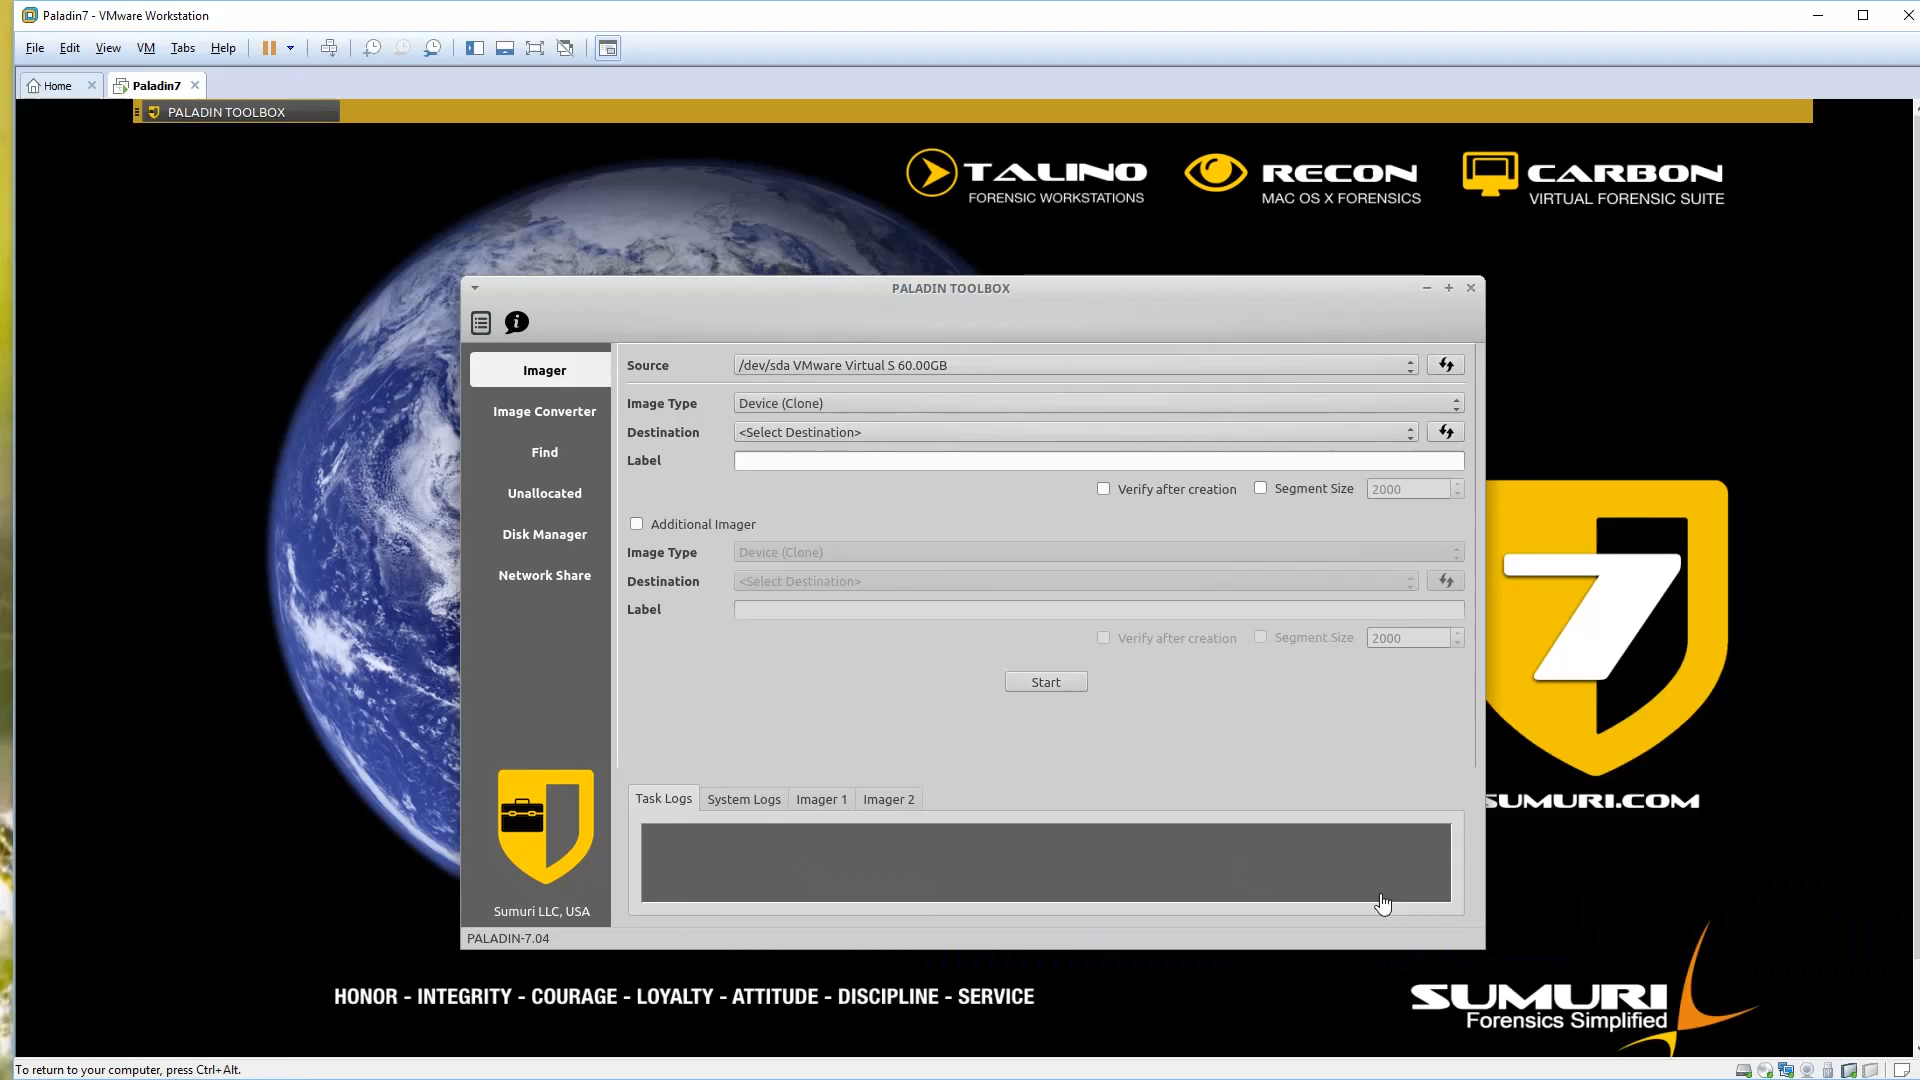 Paladin7 - VMware Workstation
File Edit View VM Tabs Help
Home Paladin7
PALADIN TOOLBOX
TALINO
FORENSIC WORKSTATIONS
RECON
MAC OS X FORENSICS
CARBON
VIRTUAL FORENSIC SUITE
PALADIN TOOLBOX
Imager
Image Converter
Find
Unallocated
Disk Manager
Network Share
Source /dev/sda VMware Virtual S 60.00GB
Image Type Device (Clone)
Destination <Select Destination>
Label
Verify after creation Segment Size 2000
Additional Imager
Image Type Device (Clone)
Destination <Select Destination>
Label
Verify after creation Segment Size 2000
Start
Task Logs System Logs Imager 1 Imager 2
Sumuri LLC, USA
PALADIN-7.04
7
SUMURI.COM
HONOR - INTEGRITY - COURAGE - LOYALTY - ATTITUDE - DISCIPLINE - SERVICE
SUMURI
Forensics Simplified
To return to your computer, press Ctrl+Alt.